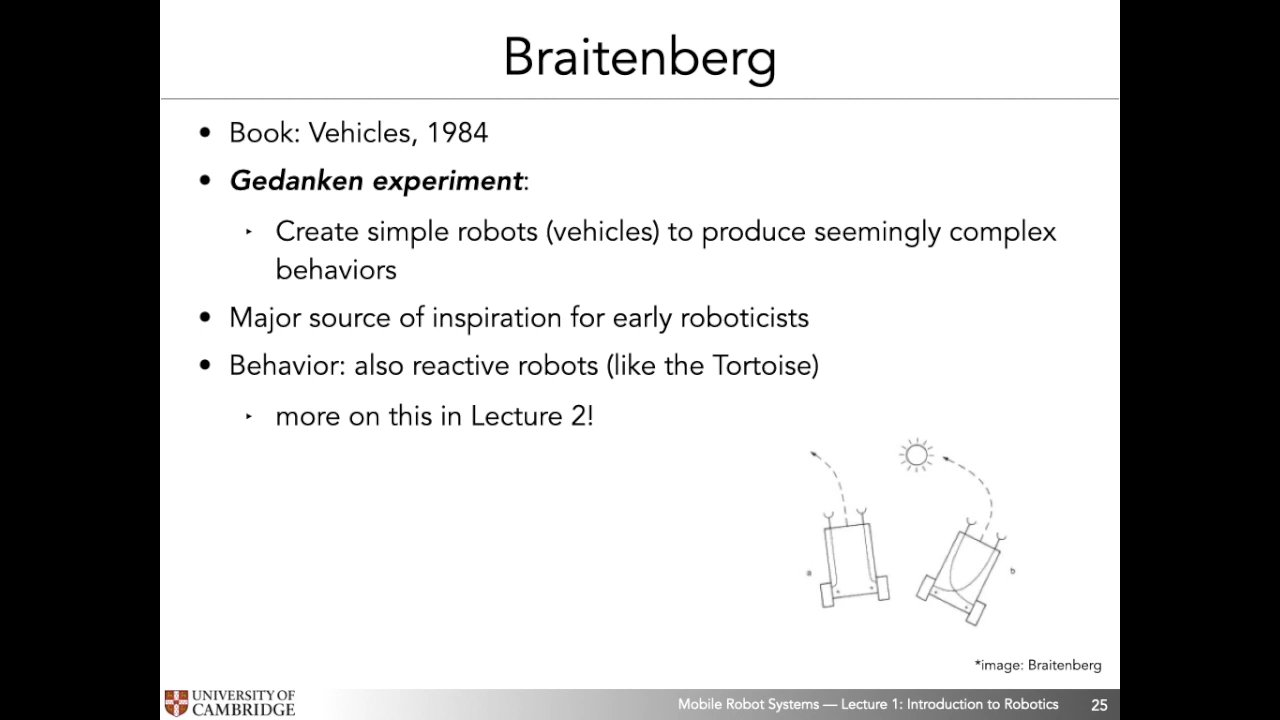 Braitenberg
• Book: Vehicles, 1984
• Gedanken experiment:
‣ Create simple robots (vehicles) to produce seemingly complex
behaviors
• Major source of inspiration for early roboticists
• Behavior: also reactive robots (like the Tortoise)
‣ more on this in Lecture 2!
a
b
*image: Braitenberg
UNIVERSITY OF
CAMBRIDGE
Mobile Robot Systems — Lecture 1: Introduction to Robotics 25